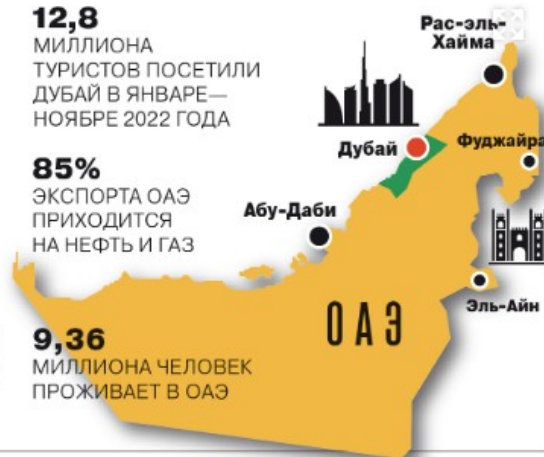 12,8
МИЛЛИОНА
ТУРИСТОВ ПОСЕТИЛИ
ДУБАЙ В ЯНВАРЕ—
НОЯБРЕ 2022 ГОДА
85%
ЭКСПОРТА ОАЭ
ПРИХОДИТСЯ
НА НЕФТЬ И ГАЗ
9,36
МИЛЛИОНА ЧЕЛОВЕК
ПРОЖИВАЕТ В ОАЭ
Рас-эль-
Хайма
Дубай
Фуджайра
Абу-Даби
Эль-Айн
ОАЭ